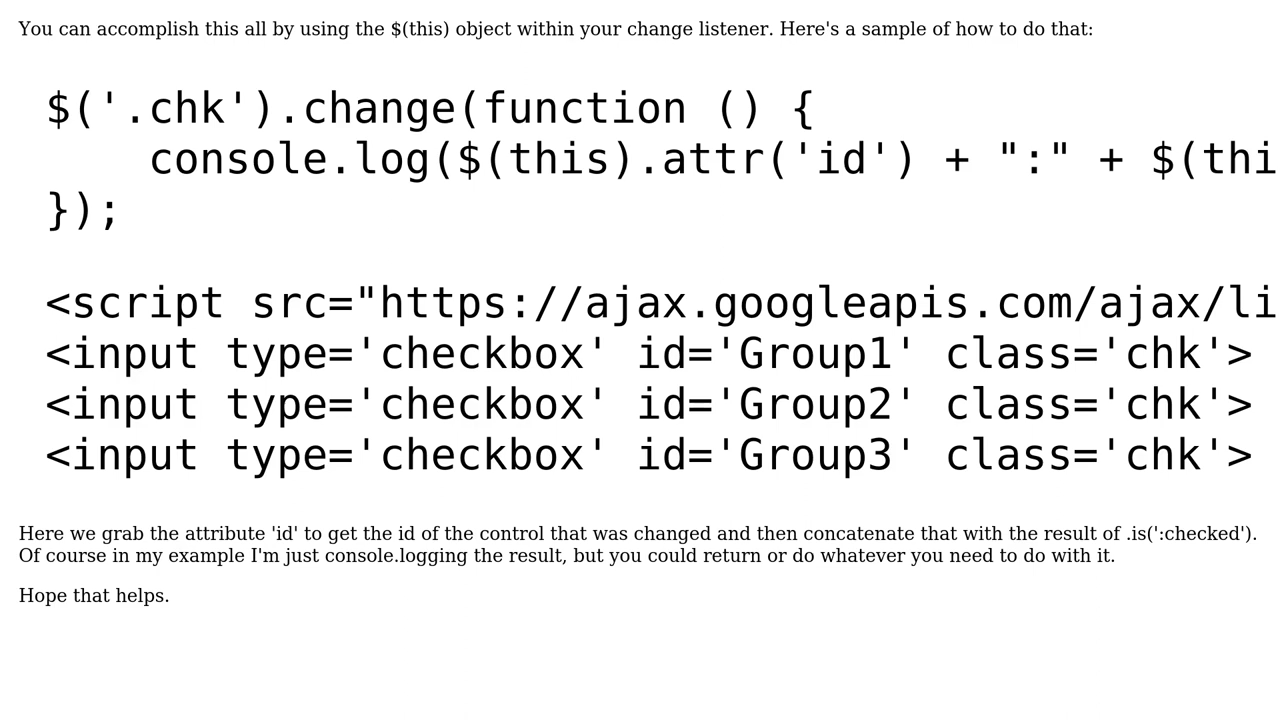 You can accomplish this all by using the $(this) object within your change listener. Here's a sample of how to do that:
$('.chk').change(function () {
    console.log($(this).attr('id') + ":" + $(thi
});
<script src="https://ajax.googleapis.com/ajax/li
<input type='checkbox' id='Group1' class='chk'>
<input type='checkbox' id='Group2' class='chk'>
<input type='checkbox' id='Group3' class='chk'>
Here we grab the attribute 'id' to get the id of the control that was changed and then concatenate that with the result of .is(':checked').
Of course in my example I'm just console.logging the result, but you could return or do whatever you need to do with it.
Hope that helps.